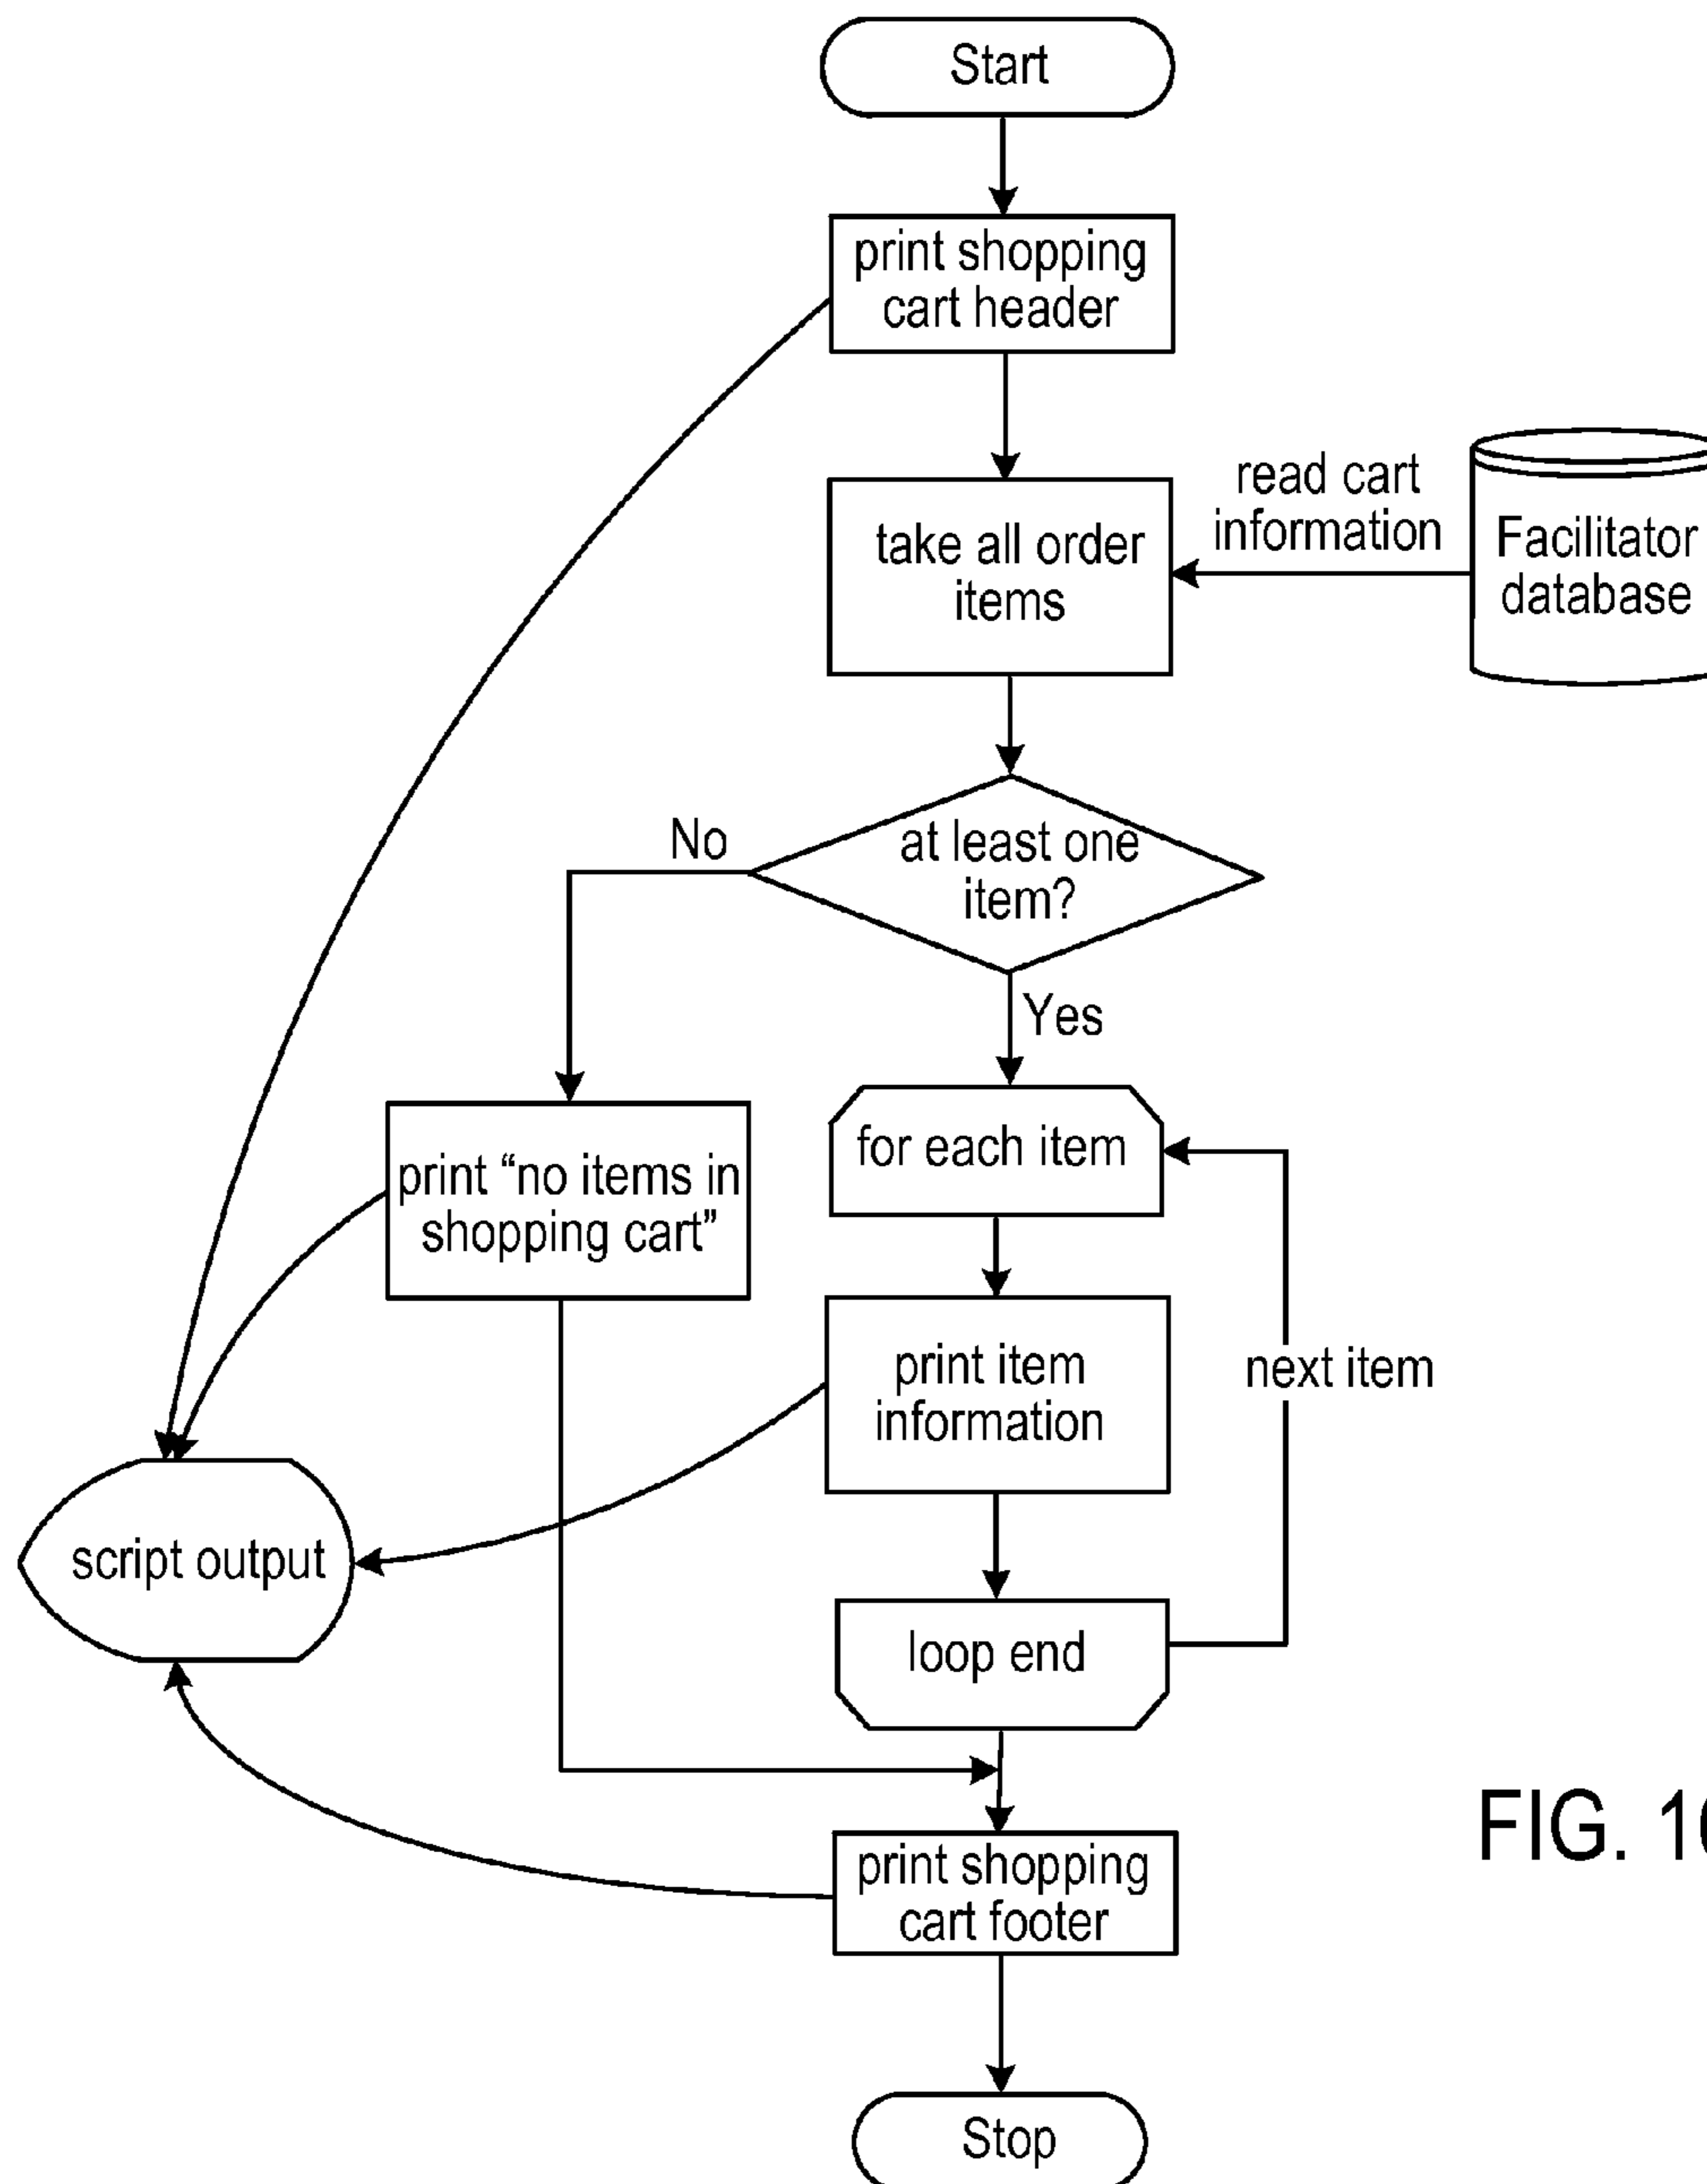 Start
print shopping
cart header
read cart
information
Facilitator
database
take all order
items
at least one
item?
No
Yes
print “no items in
shopping cart”
for each item
print item
information
next item
script output
loop end
print shopping
cart footer
FIG.
Stop